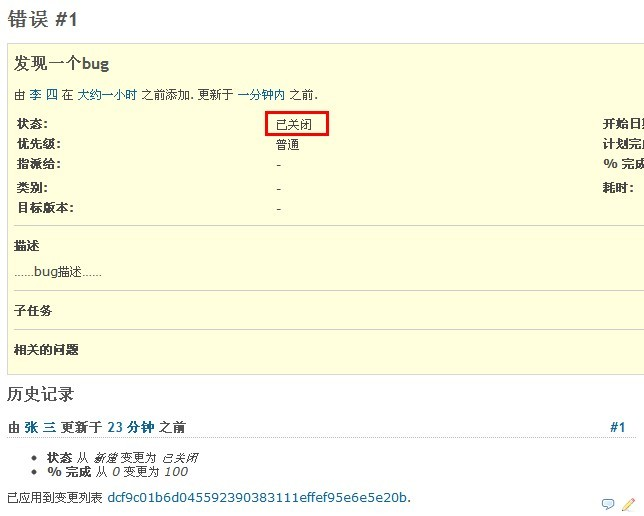 错误 #1
发现一个bug
由 李 四 在 大约一小时 之前添加. 更新于 一分钟内 之前.
状态: 已关闭 开始日期
优先级: 普通 计划完成
指派给: - % 完成
类别: - 耗时:
目标版本: -
描述
……bug描述……
子任务
相关的问题
历史记录
由 张 三 更新于 23 分钟 之前 #1
状态 从 新建 变更为 已关闭
% 完成 从 0 变更为 100
已应用到变更列表 dcf9c01b6d045592390383111effef95e6e5e20b.